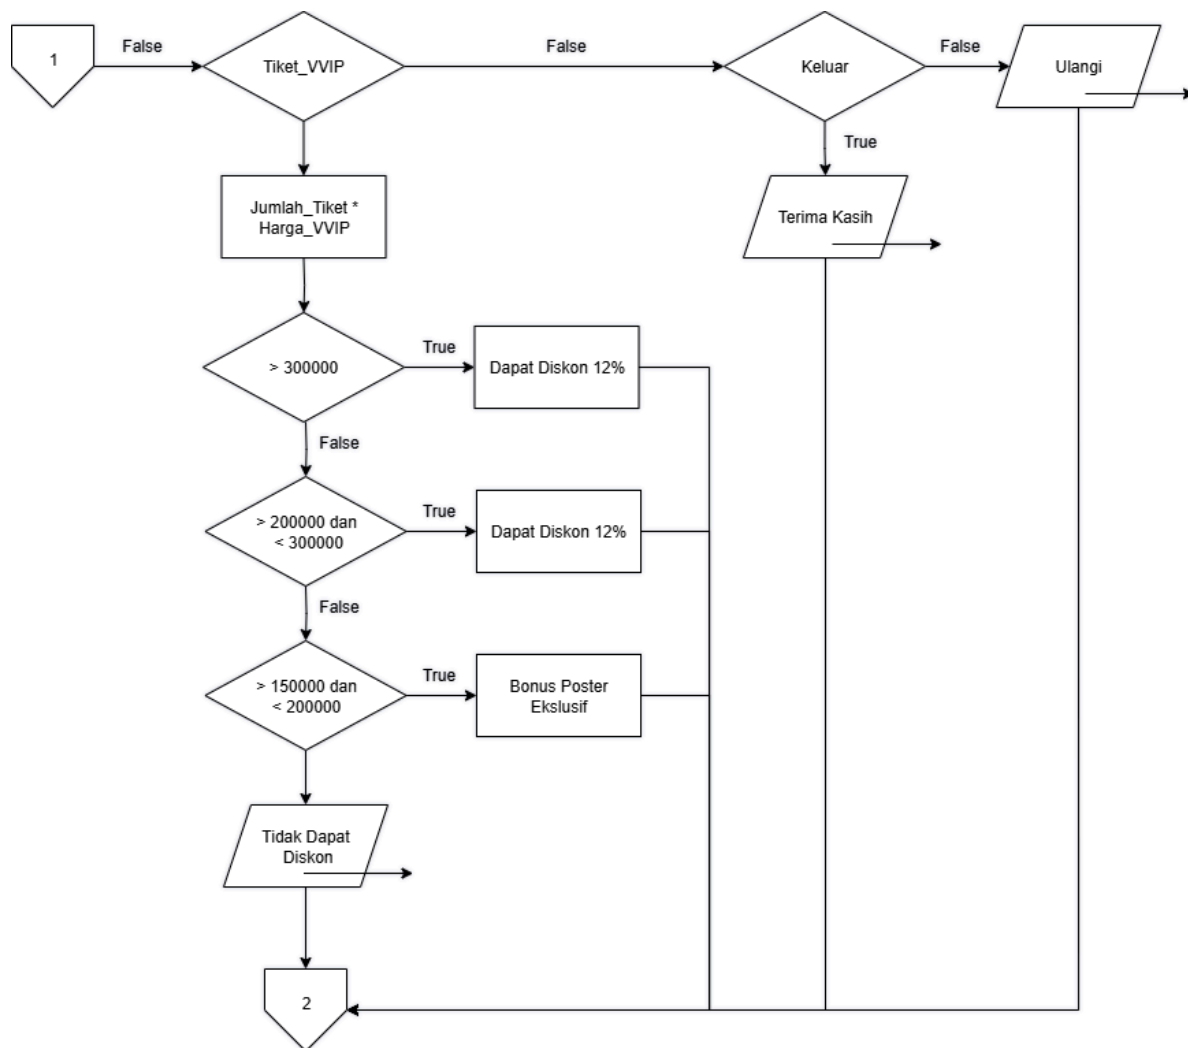 1
False
Tiket_VVIP
False
Keluar
False
Ulangi
True
Jumlah_Tiket *
Harga_VVIP
Terima Kasih
> 300000
True
Dapat Diskon 12%
False
> 200000 dan
< 300000
True
Dapat Diskon 12%
False
> 150000 dan
< 200000
True
Bonus Poster
Ekslusif
Tidak Dapat
Diskon
2